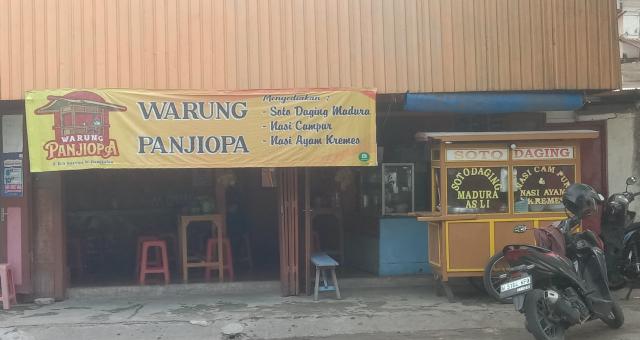 WARUNG
PANJIOPA
WARUNG
PANJIOPA
Menyediakan :
- Soto Daging Madura
- Nasi Campur
- Nasi Ayam Kremes
SOTO DAGING
SOTO DAGING
MADURA
ASLI
NASI CAMPUR
&
NASI AYAM
KREMES